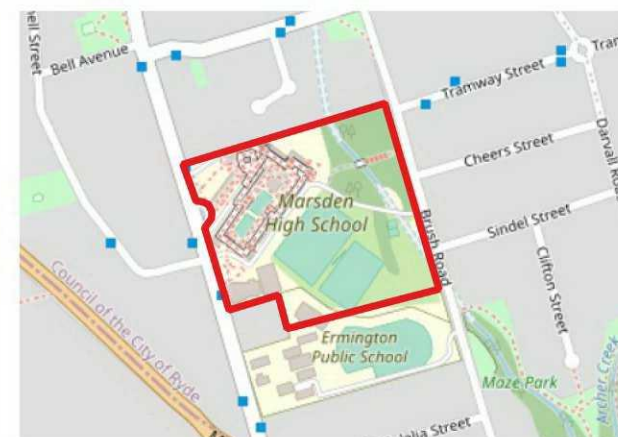 Bell Avenue
Tramway Street
Cheers Street
Sindel Street
Clifton Street
Brush Road
Marsden
High School
Ermington
Public School
Maze Park
Archer Creek
Council of the City of Ryde
Street